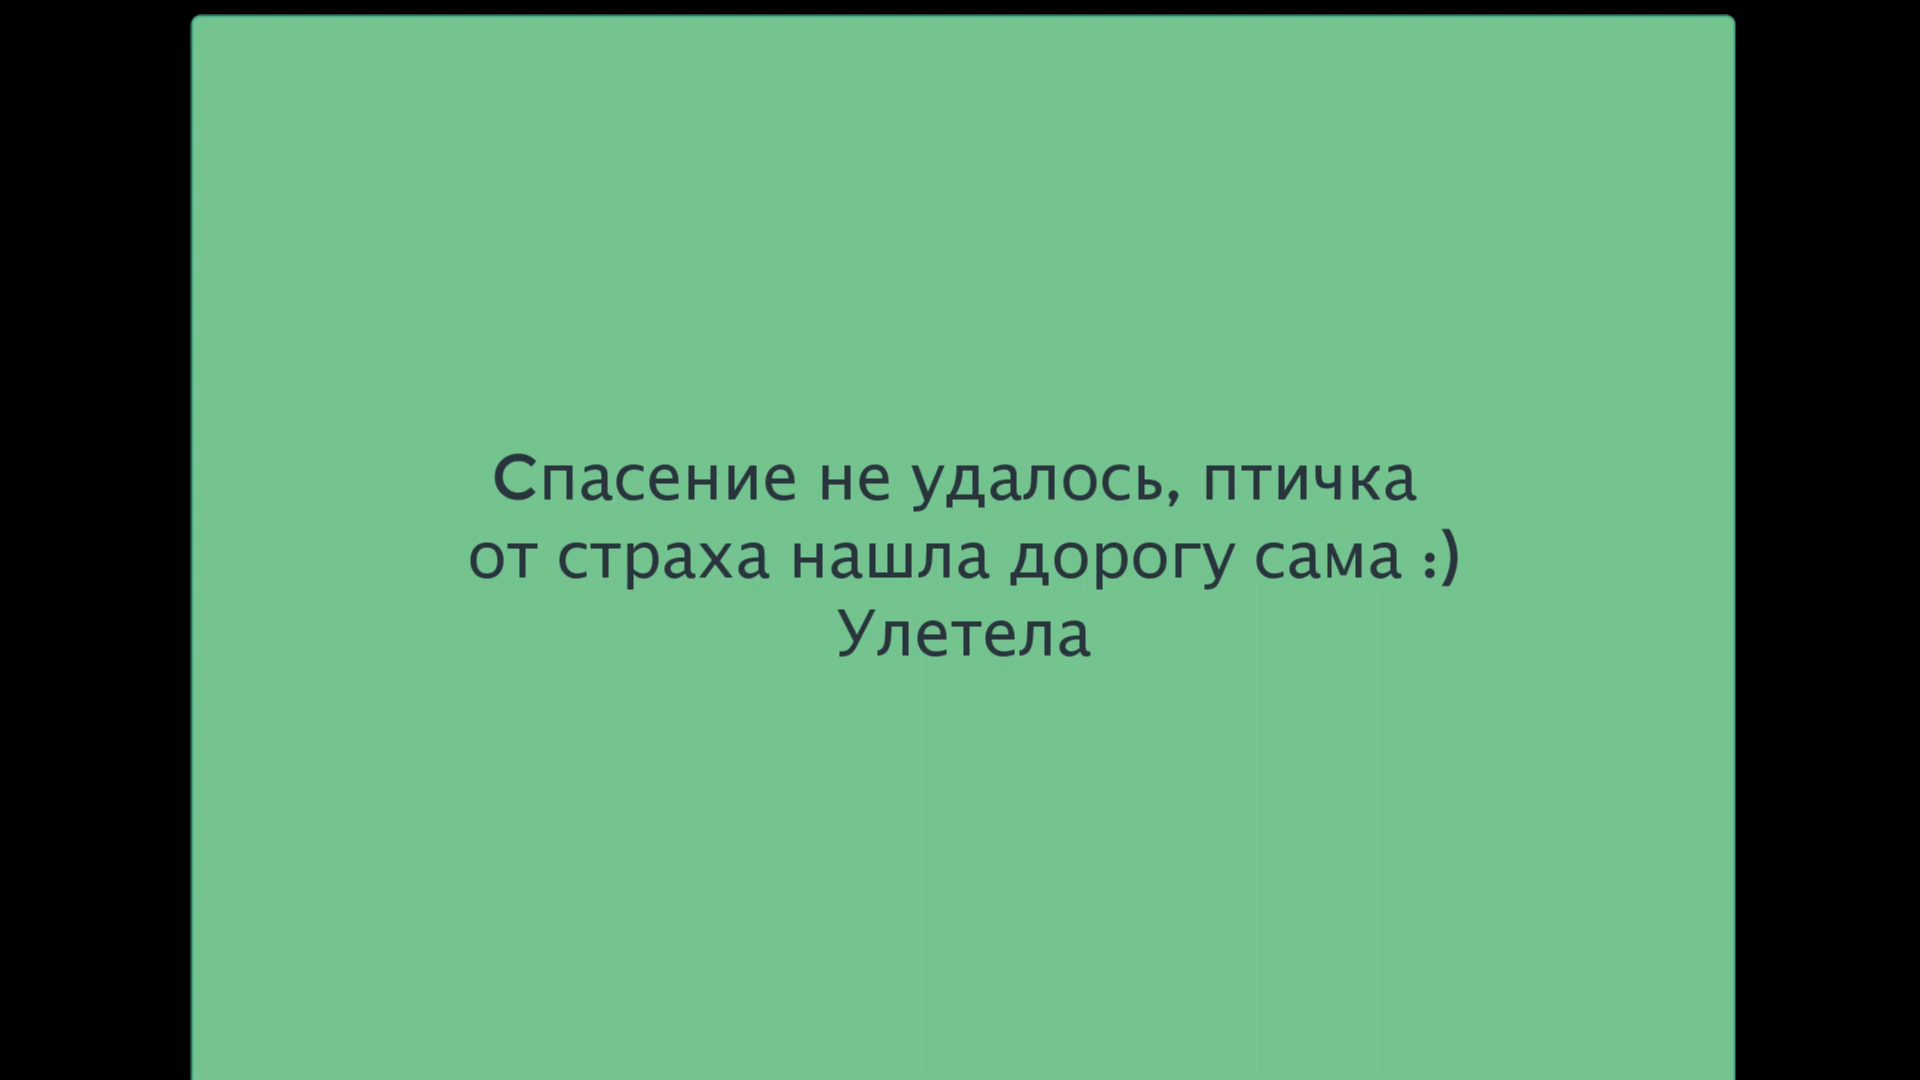 Спасение не удалось, птичка
от страха нашла дорогу сама :)
Улетела